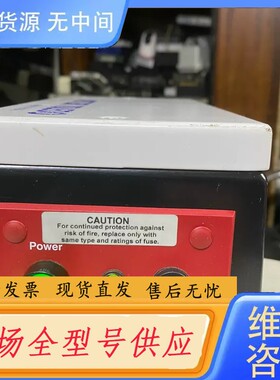 货源 无中间
CAUTION
For continued protection against
risk of fire, replace only with
same type and ratings of fuse.
Power
发票 现货直发 售后无忧
场全型号供应
维
咨